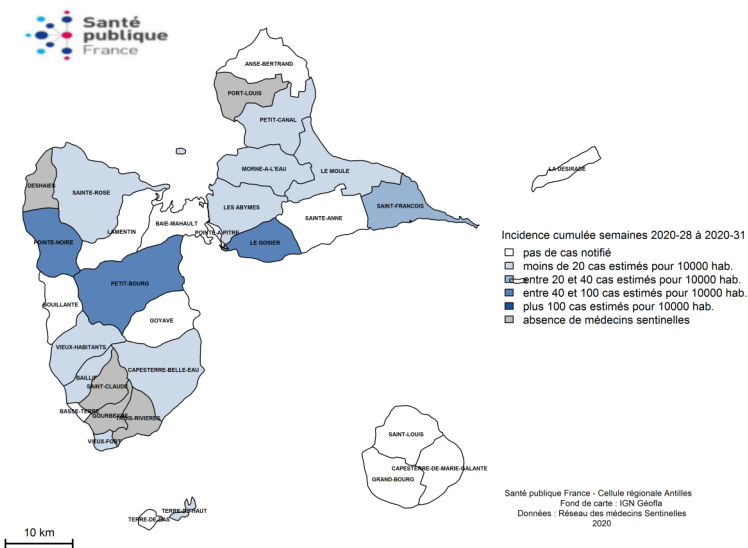 Santé
publique
France
ANSE-BERTRAND
PORT-LOUIS
PETIT-CANAL
MORNE-A-L'EAU
LE MOULE
LA DESIRADE
DESHAIES
SAINTE-ROSE
LES ABYMES
SAINT-FRANCOIS
SAINTE-ANNE
BAIE-MAHAULT
LAMENTIN
POINTE-A-PITRE
POINTE-NOIRE
LE GOSIER
PETIT-BOURG
BOUILLANTE
GOYAVE
VIEUX-HABITANTS
CAPESTERRE-BELLE-EAU
BAILLIF
SAINT-CLAUDE
BASSE-TERRE
GOURBEYRE
TROIS-RIVIERES
VIEUX-FORT
TERRE-DE-HAUT
TERRE-DE-BAS
SAINT-LOUIS
CAPESTERRE-DE-MARIE-GALANTE
GRAND-BOURG
Incidence cumulée semaines 2020-28 à 2020-31
pas de cas notifié
moins de 20 cas estimés pour 10000 hab.
entre 20 et 40 cas estimés pour 10000 hab.
entre 40 et 100 cas estimés pour 10000 hab.
plus 100 cas estimés pour 10000 hab.
absence de médecins sentinelles
Santé publique France - Cellule régionale Antilles
Fond de carte : IGN Géofla
Données : Réseau des médecins Sentinelles
2020
10 km